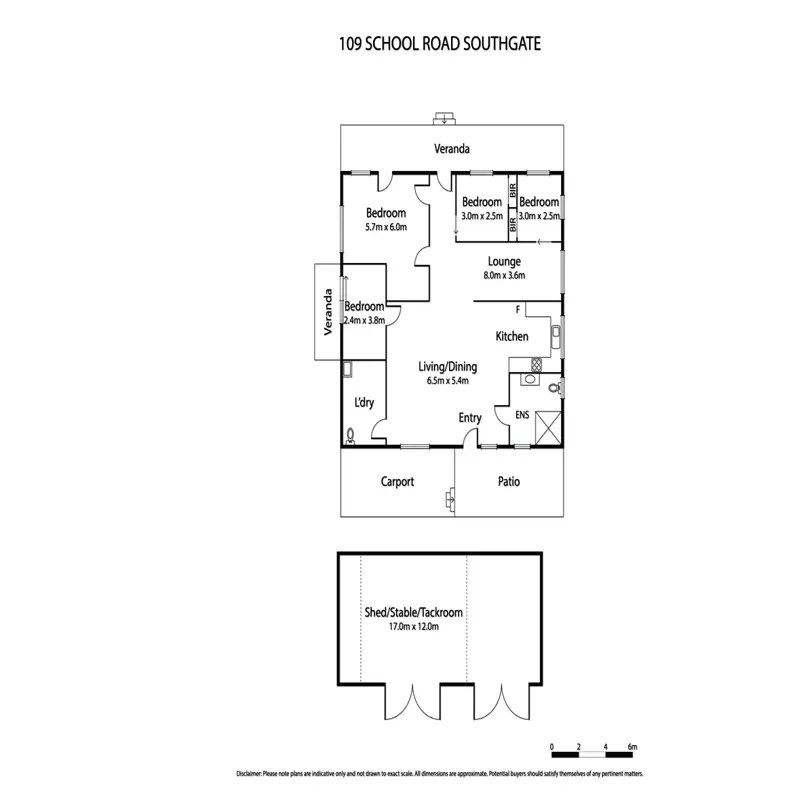 109 SCHOOL ROAD SOUTHGATE
Veranda
Bedroom
5.7m x 6.0m
Bedroom
3.0m x 2.5m
BIR
BIR
Bedroom
3.0m x 2.5m
Lounge
8.0m x 3.6m
Veranda
Bedroom
2.4m x 3.8m
F
Kitchen
Living/Dining
6.5m x 5.4m
L'dry
Entry
ENS
Carport
Patio
Shed/Stable/Tackroom
17.0m x 12.0m
0 2 4 6m
Disclaimer: Please note plans are indicative only and not drawn to exact scale. All dimensions are approximate. Potential buyers should satisfy themselves of any pertinent matters.